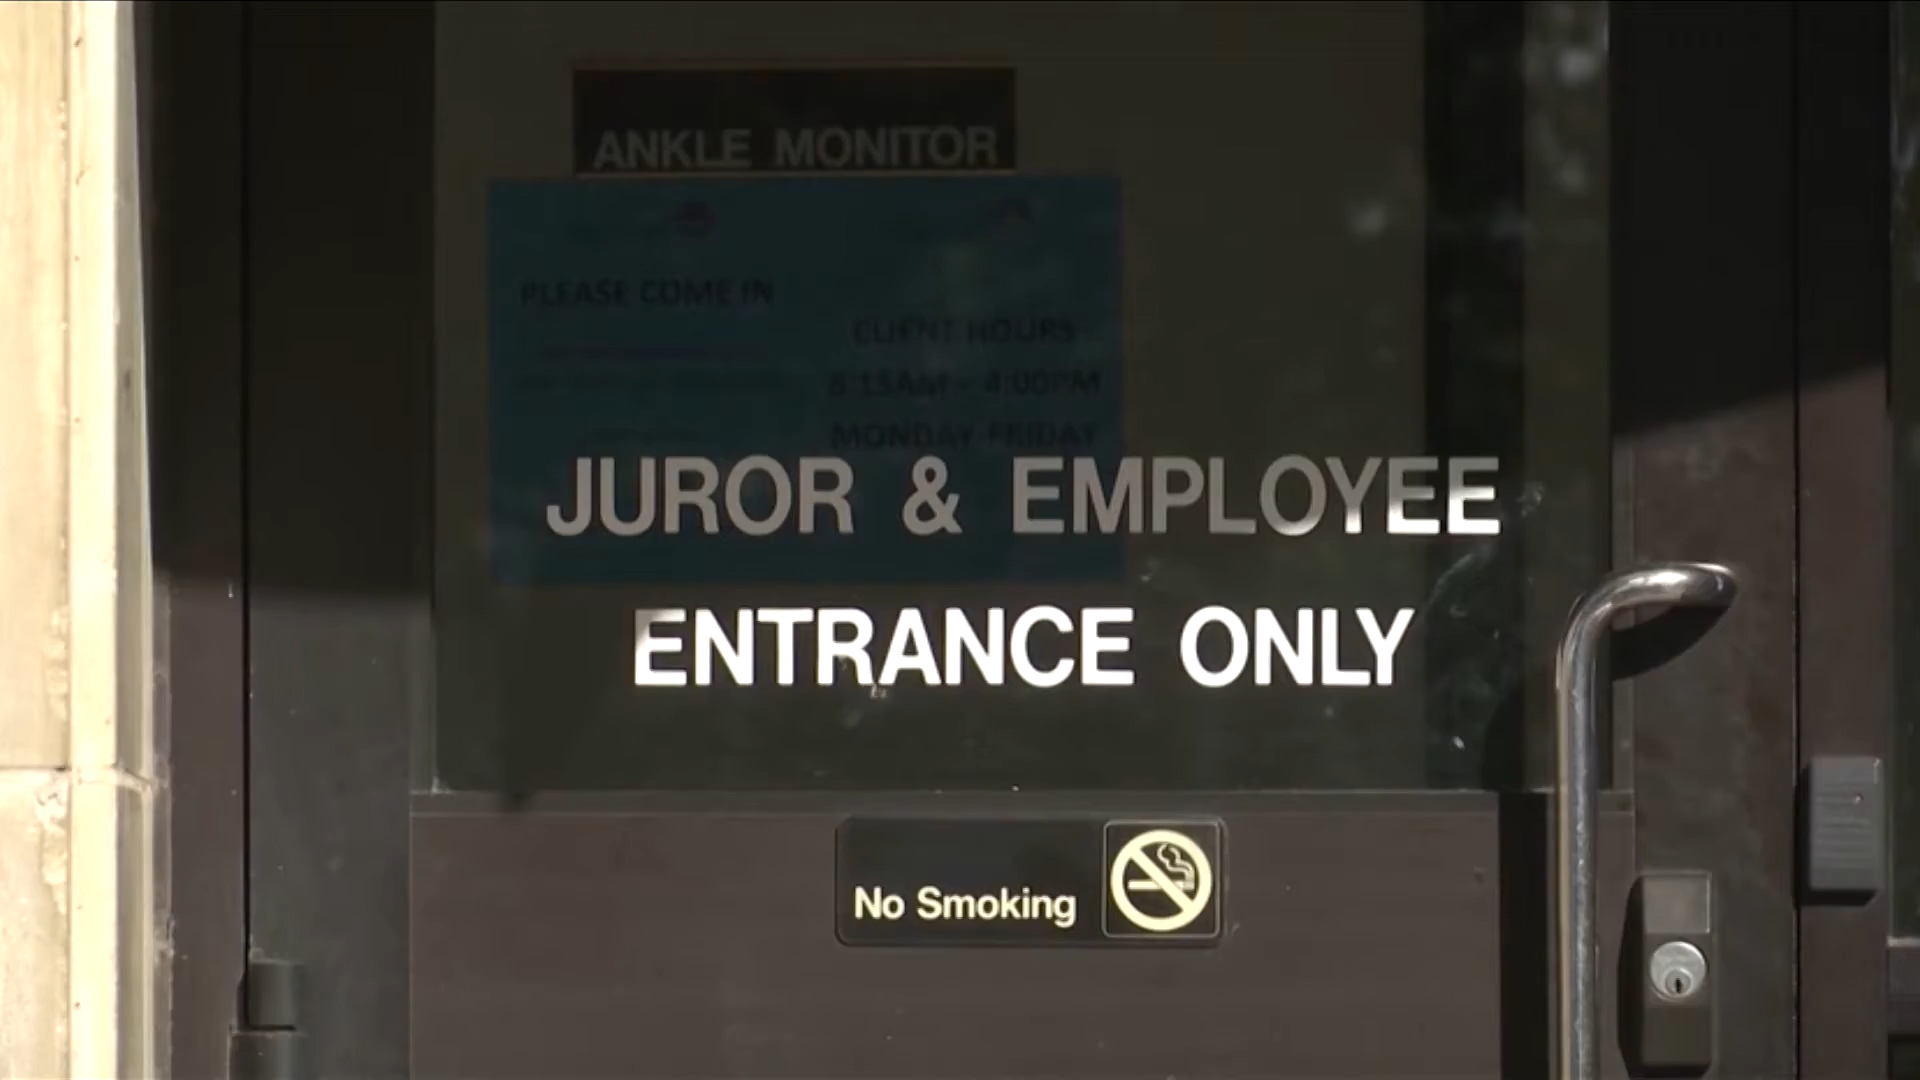 ANKLE MONITOR
PLEASE COME IN
CLIENT HOURS
8:15AM - 4:00PM
MONDAY FRIDAY
JUROR & EMPLOYEE
ENTRANCE ONLY
No Smoking